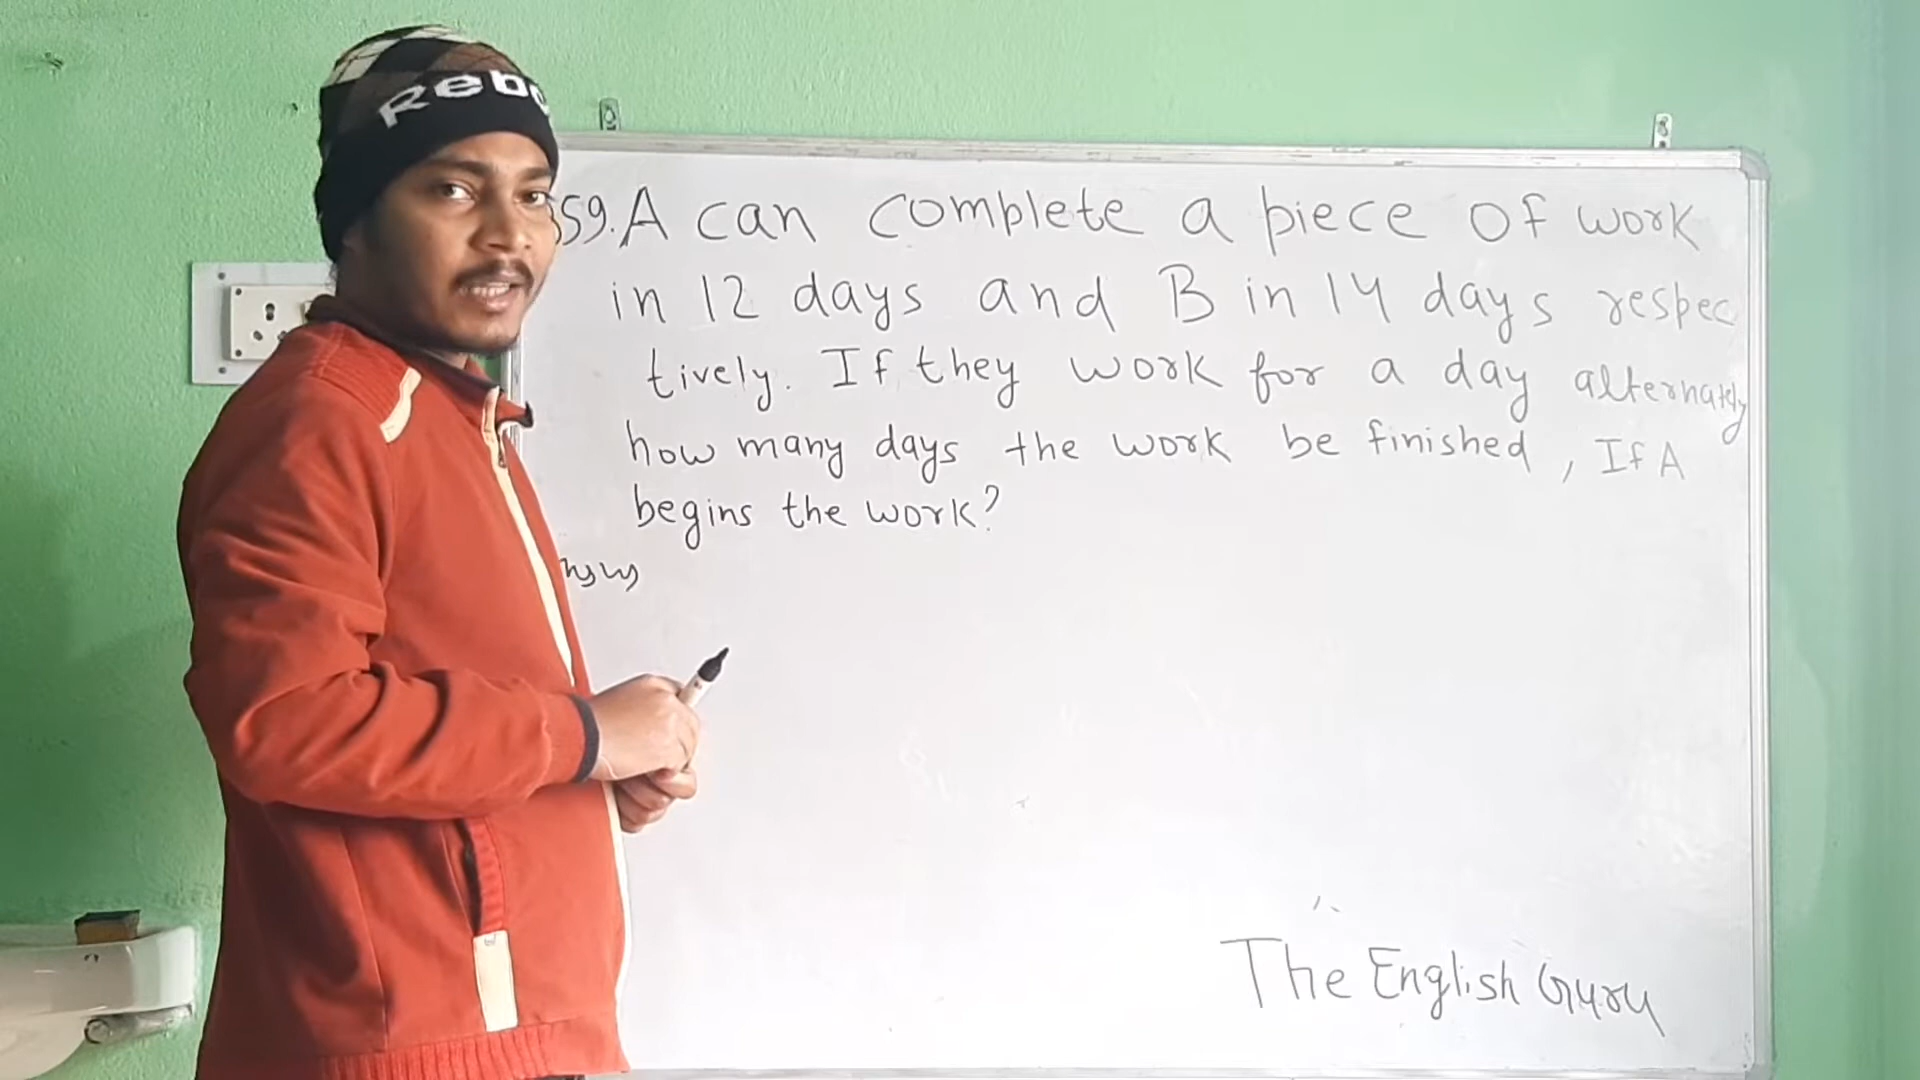 Rebo
59. A can complete a piece of work
in 12 days and B in 14 days respec
tively. If they work for a day alternately
how many days the work be finished, If A
begins the work?
The English Guru